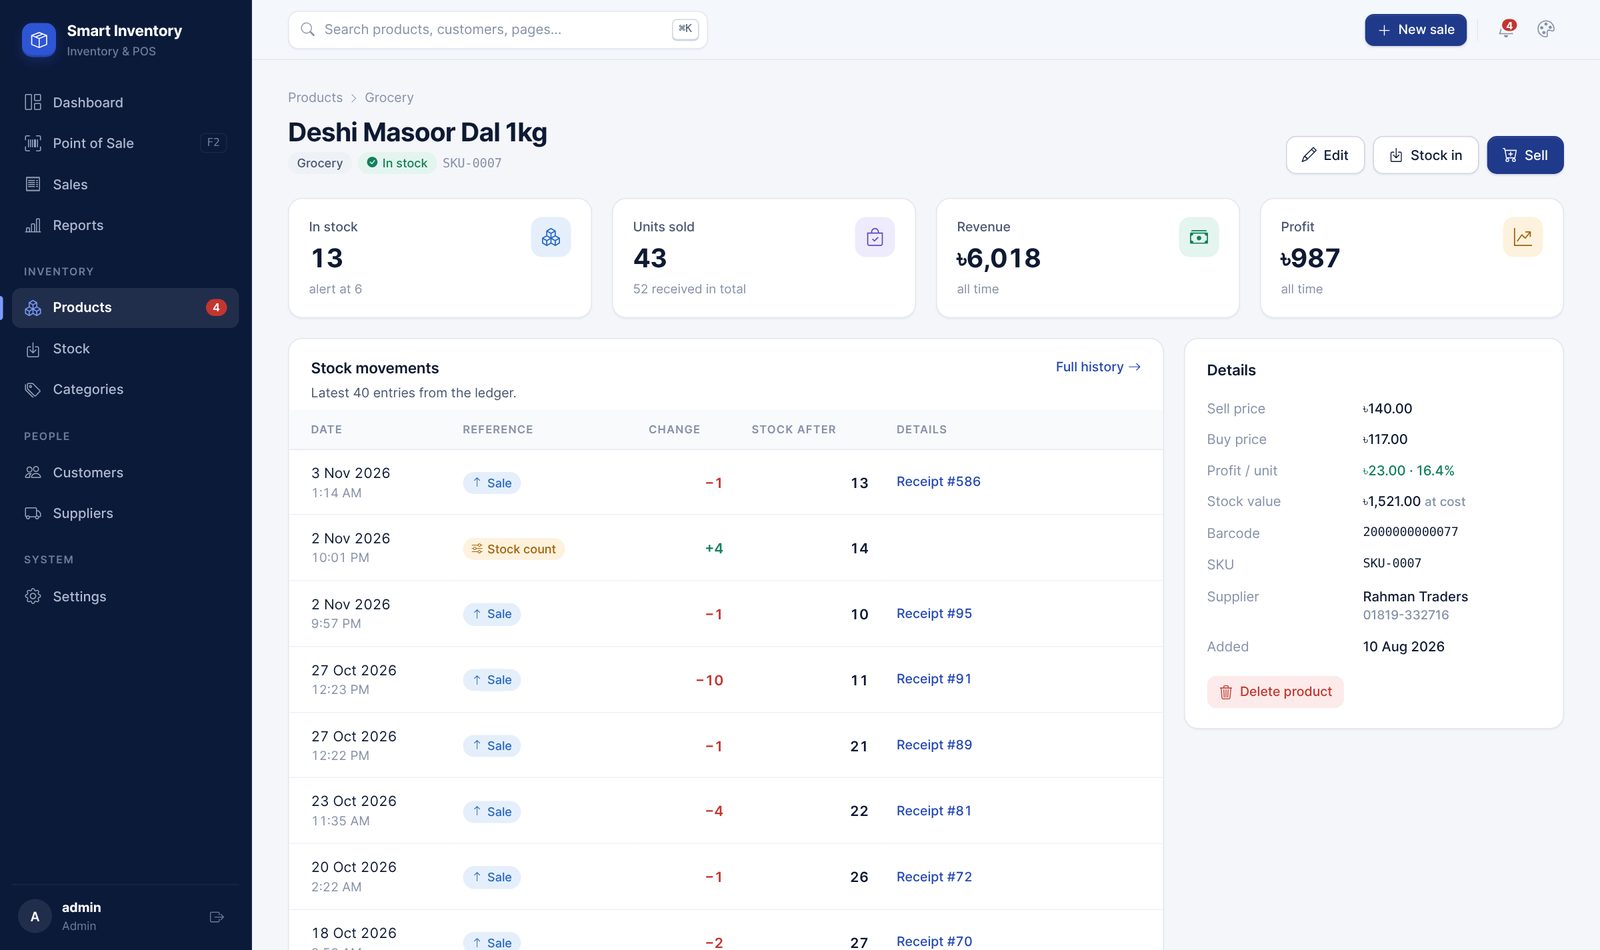 Smart Inventory
Inventory & POS
Search products, customers, pages...
⌘K
New sale
4
Dashboard
Point of Sale
F2
Sales
Reports
INVENTORY
Products
4
Stock
Categories
PEOPLE
Customers
Suppliers
SYSTEM
Settings
A
admin
Admin
Products > Grocery
Deshi Masoor Dal 1kg
Grocery
In stock
SKU-0007
Edit
Stock in
Sell
In stock
13
alert at 6
Units sold
43
52 received in total
Revenue
৳6,018
all time
Profit
৳987
all time
Stock movements
Full history →
Latest 40 entries from the ledger.
DATE REFERENCE CHANGE STOCK AFTER DETAILS
3 Nov 2026
1:14 AM
↑ Sale −1 13 Receipt #586
2 Nov 2026
10:01 PM
Stock count +4 14
2 Nov 2026
9:57 PM
↑ Sale −1 10 Receipt #95
27 Oct 2026
12:23 PM
↑ Sale −10 11 Receipt #91
27 Oct 2026
12:22 PM
↑ Sale −1 21 Receipt #89
23 Oct 2026
11:35 AM
↑ Sale −4 22 Receipt #81
20 Oct 2026
2:22 AM
↑ Sale −1 26 Receipt #72
18 Oct 2026
↑ Sale −2 27 Receipt #70
Details
Sell price ৳140.00
Buy price ৳117.00
Profit / unit ৳23.00 · 16.4%
Stock value ৳1,521.00 at cost
Barcode 2000000000077
SKU SKU-0007
Supplier Rahman Traders
01819-332716
Added 10 Aug 2026
Delete product